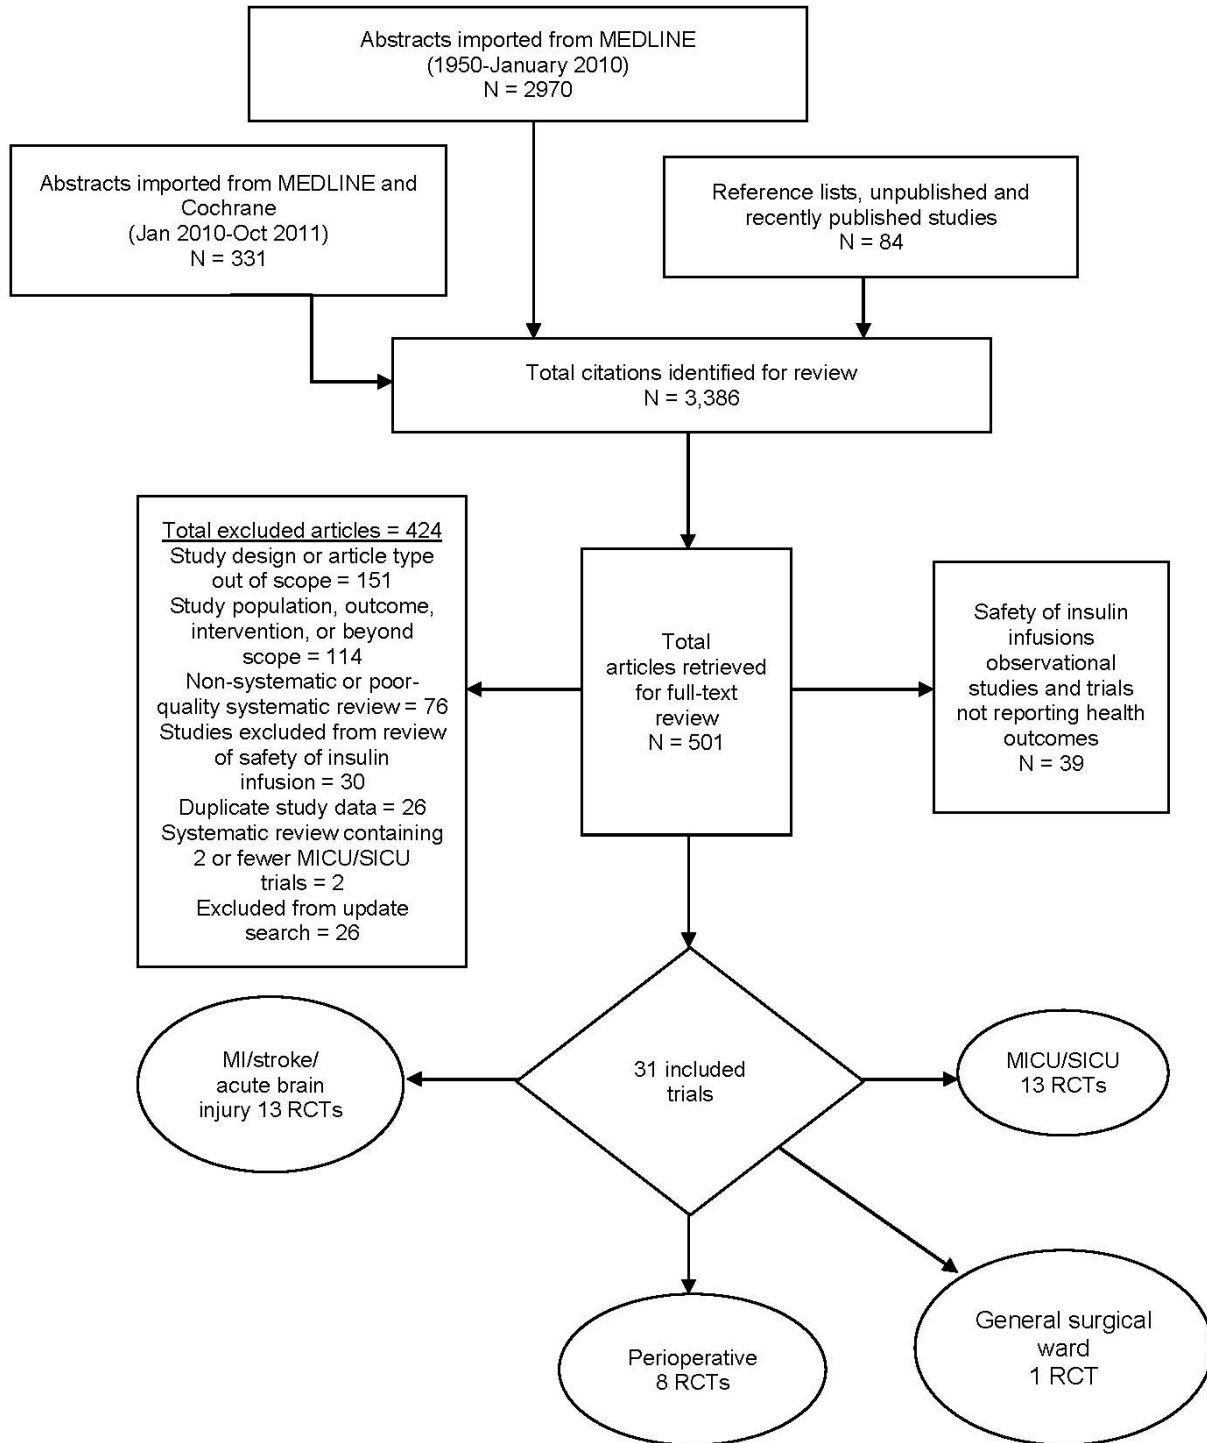 Abstracts imported from MEDLINE
(1950-January 2010)
N = 2970
Abstracts imported from MEDLINE and
Cochrane
(Jan 2010-Oct 2011)
N = 331
Reference lists, unpublished and
recently published studies
N = 84
Total citations identified for review
N = 3,386
Total excluded articles = 424
Study design or article type
out of scope = 151
Study population, outcome,
intervention, or beyond
scope = 114
Non-systematic or poor-
quality systematic review = 76
Studies excluded from review
of safety of insulin
infusion = 30
Duplicate study data = 26
Systematic review containing
2 or fewer MICU/SICU
trials = 2
Excluded from update
search = 26
Total
articles retrieved
for full-text
review
N = 501
Safety of insulin
infusions
observational
studies and trials
not reporting health
outcomes
N = 39
MI/stroke/
acute brain
injury 13 RCTs
31 included
trials
MICU/SICU
13 RCTs
Perioperative
8 RCTs
General surgical
ward
1 RCT